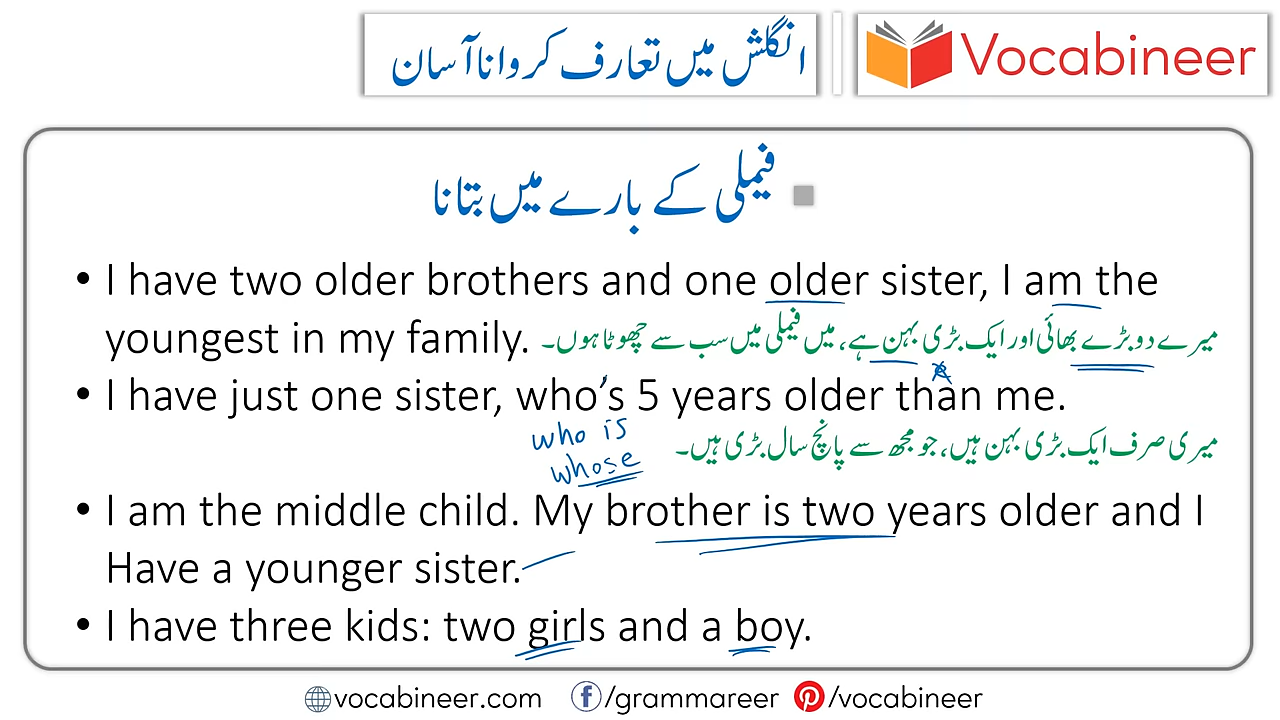 انگلش میں تعارف کروانا آسان
Vocabineer
فیملی کے بارے میں بتانا
• I have two older brothers and one older sister, I am the
youngest in my family.
میرے دو بڑے بھائی اور ایک بڑی بہن ہے، میں فیملی میں سب سے چھوٹا ہوں۔
• I have just one sister, who’s 5 years older than me.
who is
whose
میری صرف ایک بڑی بہن ہیں، جو مجھ سے پانچ سال بڑی ہیں۔
• I am the middle child. My brother is two years older and I
Have a younger sister.
• I have three kids: two girls and a boy.
vocabineer.com /grammareer /vocabineer